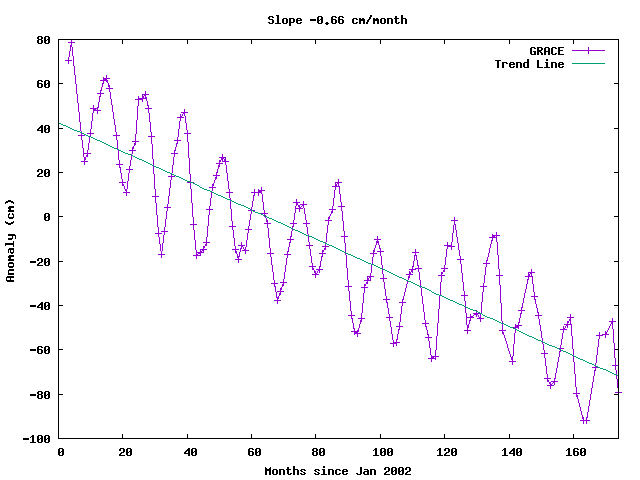 Slope -0.66 cm/month
GRACE
Trend Line
80
60
40
20
0
-20
-40
-60
-80
-100
Anomaly (cm)
0 20 40 60 80 100 120 140 160
Months since Jan 2002